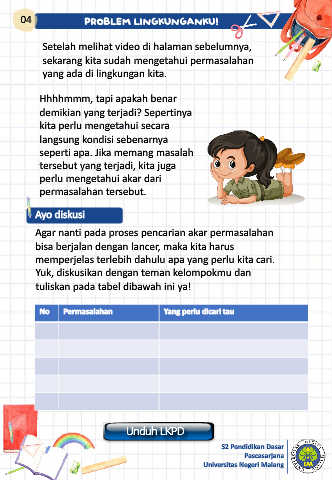 04
PROBLEM LINGKUNGANKU!
Setelah melihat video di halaman sebelumnya,
sekarang kita sudah mengetahui permasalahan
yang ada di lingkungan kita.
Hhhhmmm, tapi apakah benar
demikian yang terjadi? Sepertinya
kita perlu mengetahui secara
langsung kondisi sebenarnya
seperti apa. Jika memang masalah
tersebut yang terjadi, kita juga
perlu mengetahui akar dari
permasalahan tersebut.
Ayo diskusi
Agar nanti pada proses pencarian akar permasalahan
bisa berjalan dengan lancer, maka kita harus
memperjelas terlebih dahulu apa yang perlu kita cari.
Yuk, diskusikan dengan teman kelompokmu dan
tuliskan pada tabel dibawah ini ya!
No Permasalahan Yang perlu dicari tau
Unduh LKPD
S2 Pendidikan Dasar
Pascasarjana
Universitas Negeri Malang